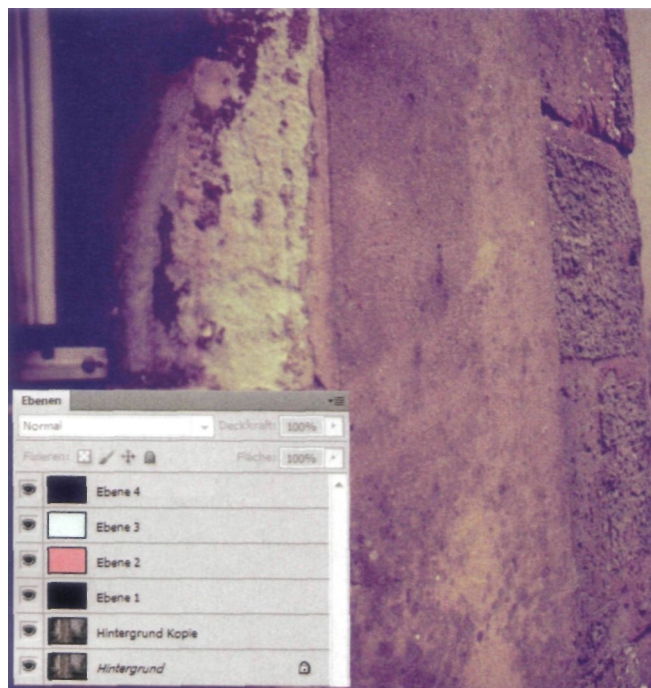 Ebenen
Normal
Deckkraft: 100%
Fixieren:
Fläche: 100%
Ebene 4
Ebene 3
Ebene 2
Ebene 1
Hintergrund Kopie
Hintergrund